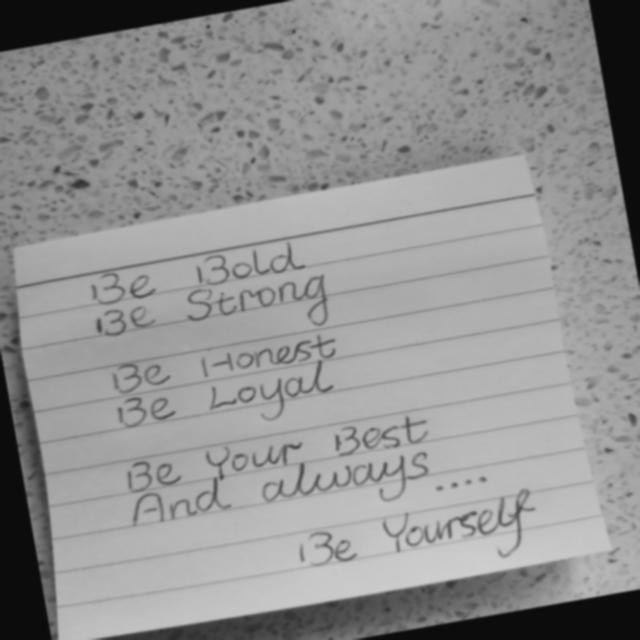 Be Bold
Be Strong
Be Honest
Be Loyal
Be Your Best
And always....
Be Yourself